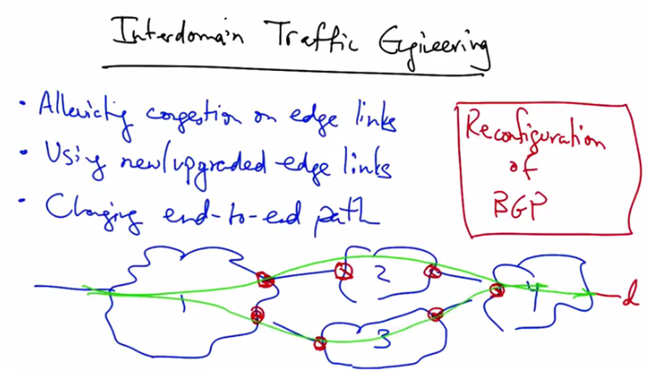 Interdomain Traffic Engineering
• Alleviating congestion on edge links
• Using new/upgraded edge links
• Changing end-to-end path
Reconfiguration
of
BGP
1
2
3
4
d